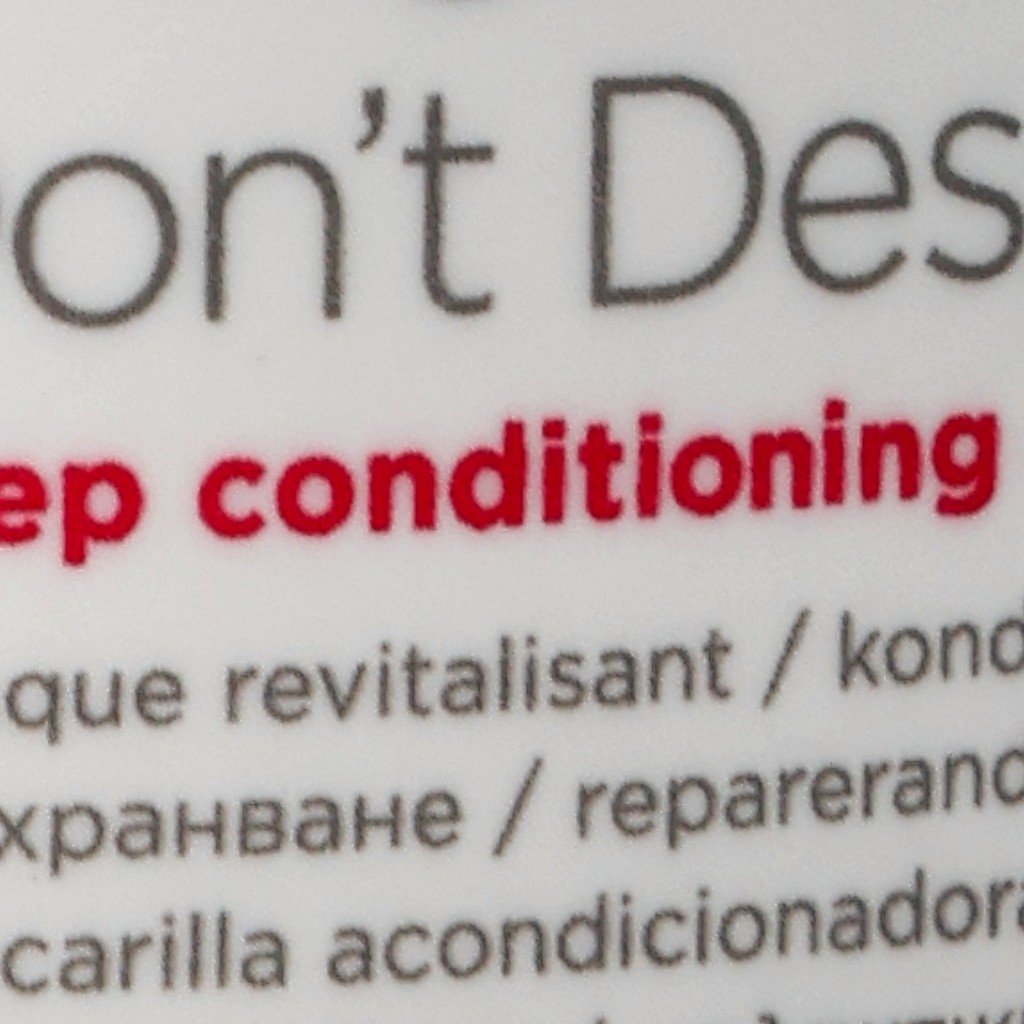 on't Des
ep conditioning
que revitalisant / kond
хранване / reparerand
carilla acondicionadora